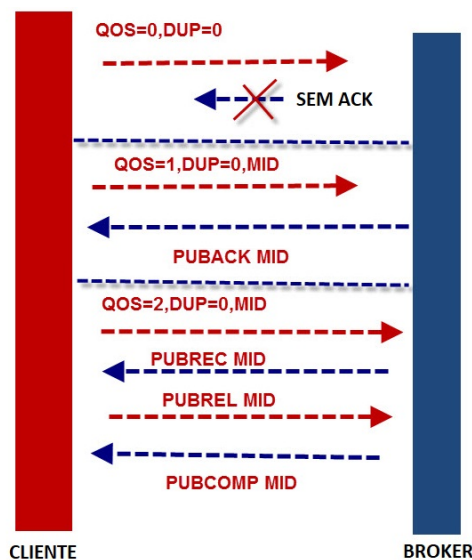 QOS=0,DUP=0
SEM ACK
QOS=1,DUP=0,MID
PUBACK MID
QOS=2,DUP=0,MID
PUBREC MID
PUBREL MID
PUBCOMP MID
CLIENTE
BROKER